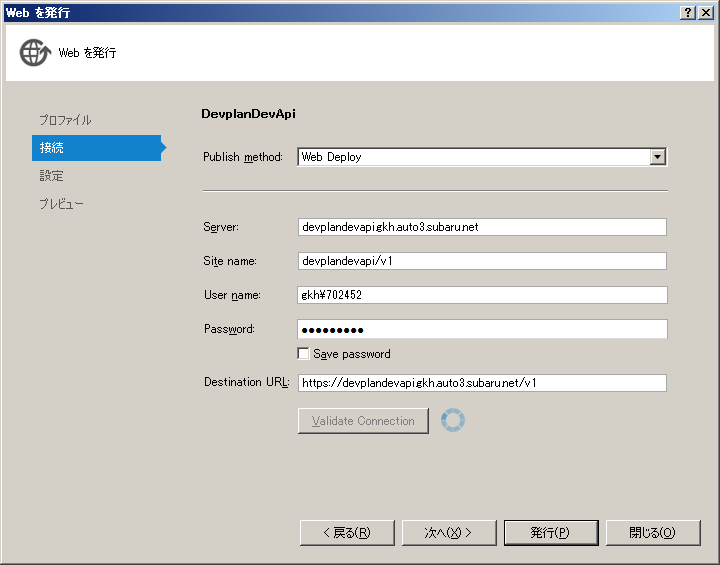 Web を発行
Web を発行
プロファイル
接続
設定
プレビュー
DevplanDevApi
Publish method: Web Deploy
Server: devplandevapi.gkh.auto3.subaru.net
Site name: devplandevapi/v1
User name: gkh¥702452
Password: ●●●●●●●●●
Save password
Destination URL: https://devplandevapi.gkh.auto3.subaru.net/v1
Validate Connection
< 戻る(R) 次へ(X) > 発行(P) 閉じる(O)